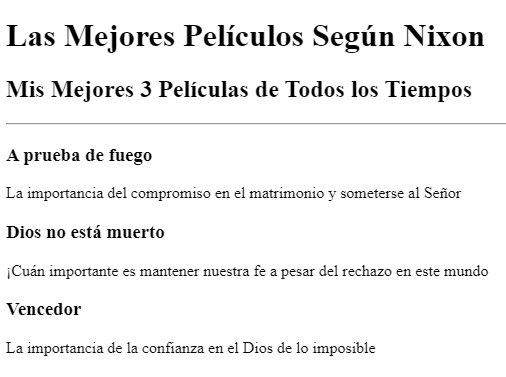 Las Mejores Películos Según Nixon
Mis Mejores 3 Películas de Todos los Tiempos
A prueba de fuego
La importancia del compromiso en el matrimonio y someterse al Señor
Dios no está muerto
¡Cuán importante es mantener nuestra fe a pesar del rechazo en este mundo
Vencedor
La importancia de la confianza en el Dios de lo imposible